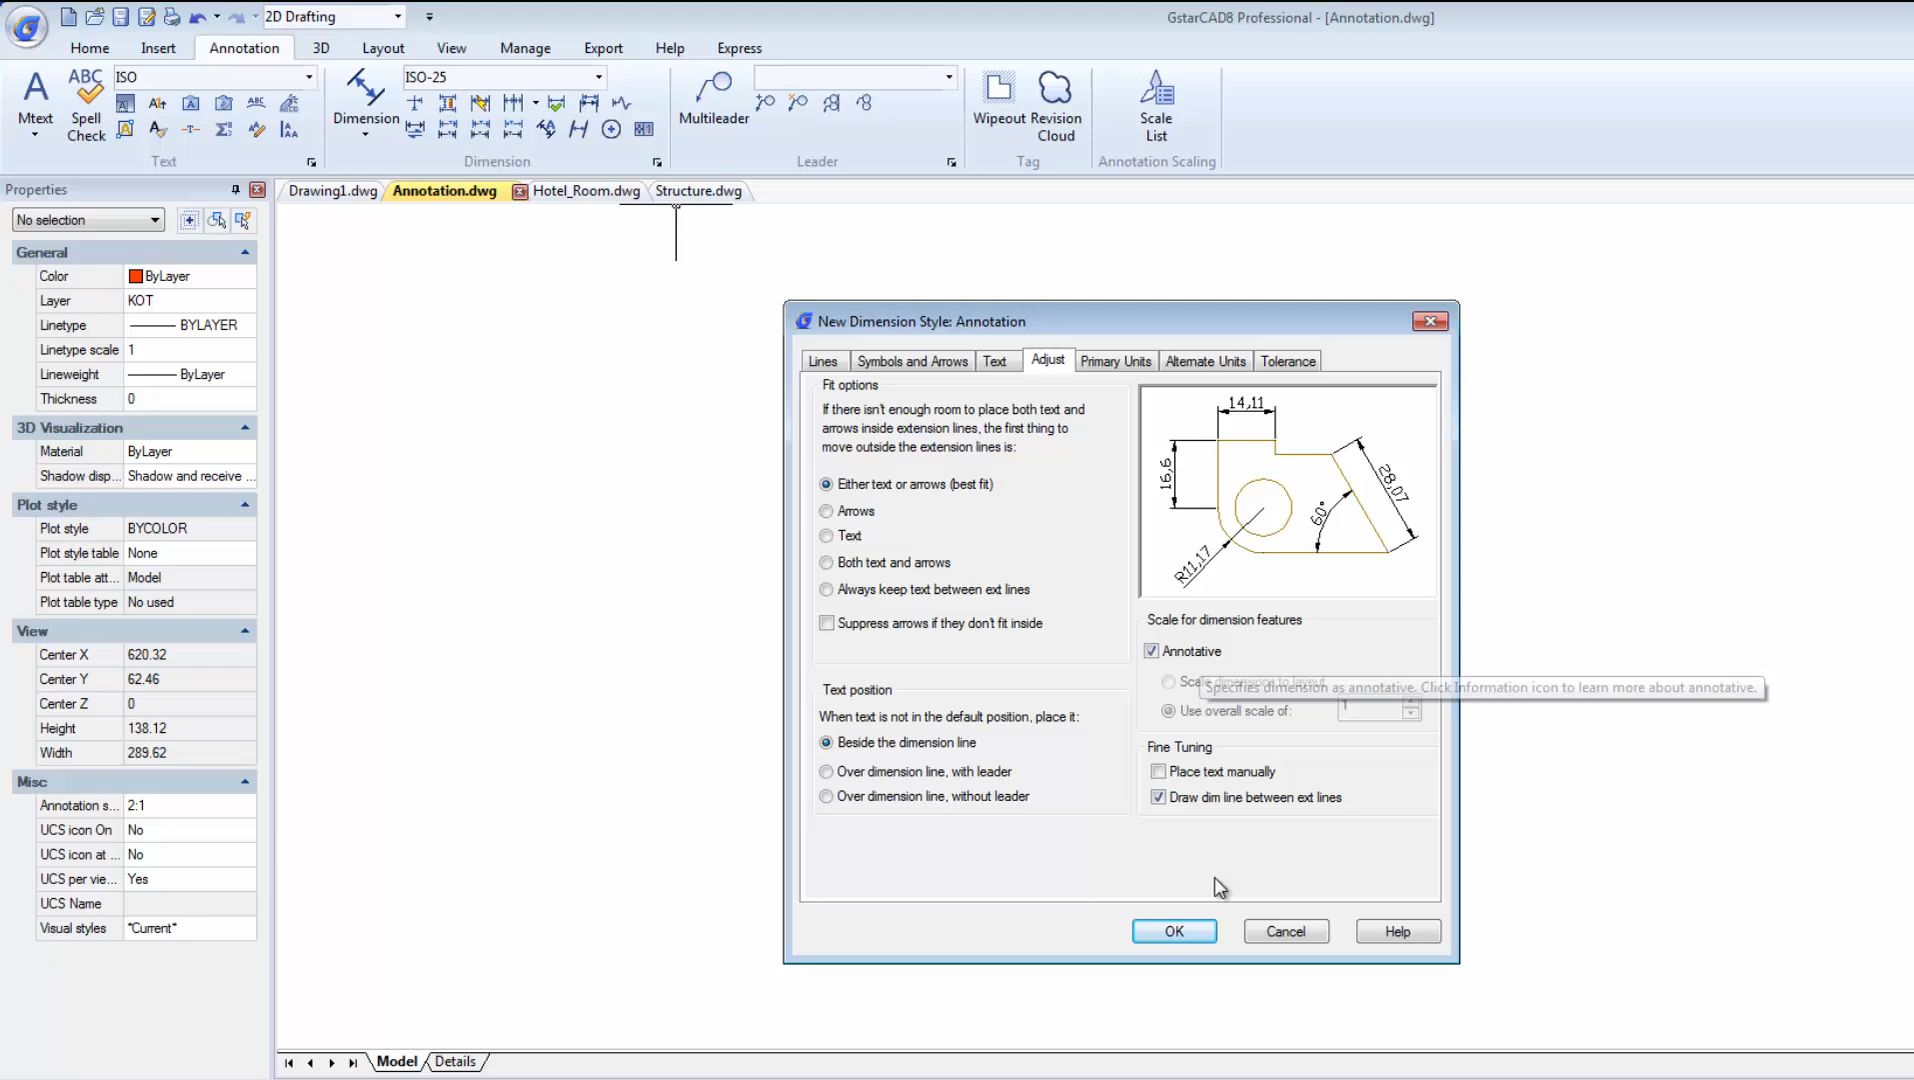 2D Drafting
GstarCAD8 Professional - [Annotation.dwg]
Home Insert Annotation 3D Layout View Manage Export Help Express
ABC ISO ISO-25
Mtext Spell Check
Dimension
Multileader
Wipeout Revision Cloud
Scale List
Text Dimension Leader Tag Annotation Scaling
Properties
Drawing1.dwg Annotation.dwg Hotel_Room.dwg Structure.dwg
No selection
General
Color ByLayer
Layer KOT
Linetype BYLAYER
Linetype scale 1
Lineweight ByLayer
Thickness 0
3D Visualization
Material ByLayer
Shadow disp... Shadow and receive ...
Plot style
Plot style BYCOLOR
Plot style table None
Plot table att... Model
Plot table type No used
View
Center X 620.32
Center Y 62.46
Center Z 0
Height 138.12
Width 289.62
Misc
Annotation s... 2:1
UCS icon On No
UCS icon at ... No
UCS per vie... Yes
UCS Name
Visual styles "Current"
New Dimension Style: Annotation
Lines Symbols and Arrows Text Adjust Primary Units Alternate Units Tolerance
Fit options
If there isn't enough room to place both text and
arrows inside extension lines, the first thing to
move outside the extension lines is:
Either text or arrows (best fit)
Arrows
Text
Both text and arrows
Always keep text between ext lines
Suppress arrows if they don't fit inside
Text position
When text is not in the default position, place it:
Beside the dimension line
Over dimension line, with leader
Over dimension line, without leader
14,11
16,6
28,07
60°
R11,17
Scale for dimension features
Annotative
Scale dimensions to layout
Specifies dimension as annotative. Click Information icon to learn more about annotative.
Use overall scale of: 1
Fine Tuning
Place text manually
Draw dim line between ext lines
OK Cancel Help
Model Details